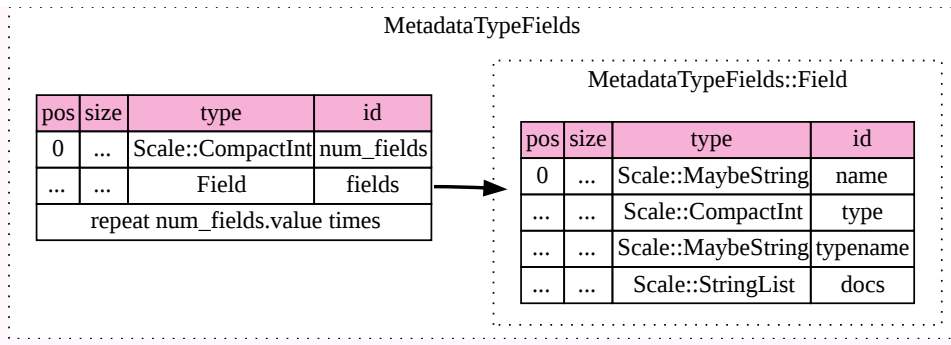 MetadataTypeFields
pos size type id
0 ... Scale::CompactInt num_fields
... ... Field fields
repeat num_fields.value times
MetadataTypeFields::Field
pos size type id
0 ... Scale::MaybeString name
... ... Scale::CompactInt type
... ... Scale::MaybeString typename
... ... Scale::StringList docs